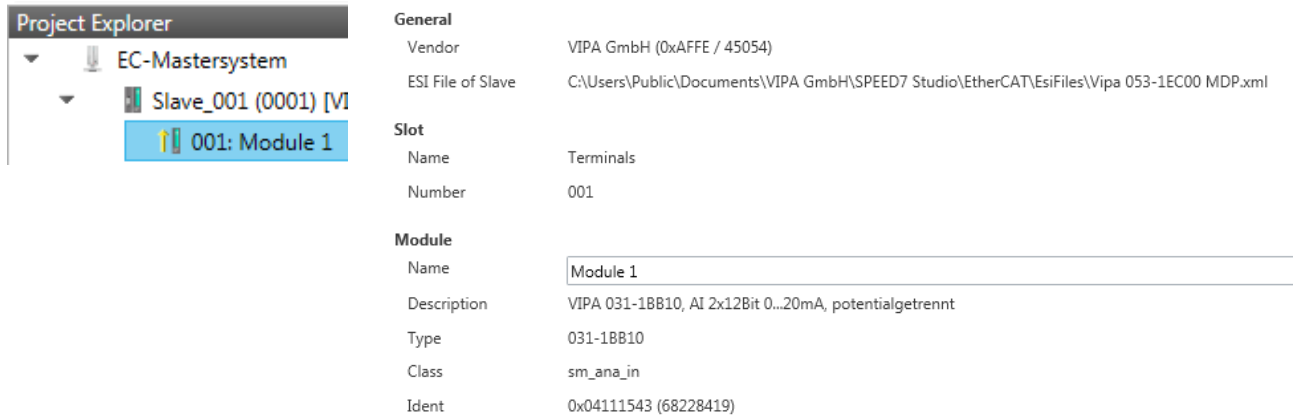 Project Explorer
EC-Mastersystem
Slave_001 (0001) [VI
001: Module 1
General
Vendor VIPA GmbH (0xAFFE / 45054)
ESI File of Slave C:\Users\Public\Documents\VIPA GmbH\SPEED7 Studio\EtherCAT\EsiFiles\Vipa 053-1EC00 MDP.xml
Slot
Name Terminals
Number 001
Module
Name Module 1
Description VIPA 031-1BB10, AI 2x12Bit 0...20mA, potentialgetrennt
Type 031-1BB10
Class sm_ana_in
Ident 0x04111543 (68228419)